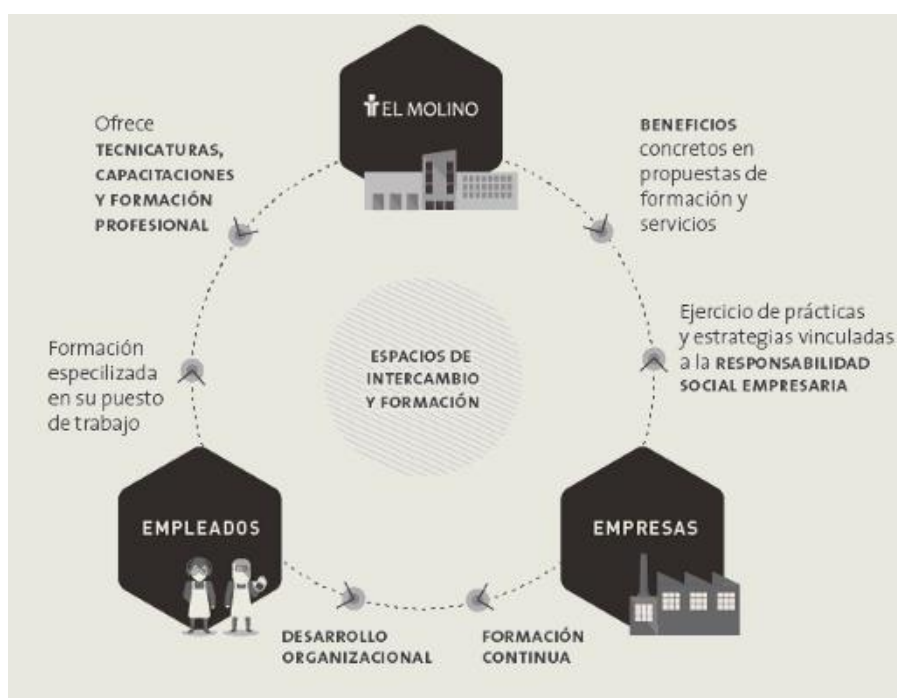 EL MOLINO
Ofrece
TECNICATURAS,
CAPACITACIONES
Y FORMACIÓN
PROFESIONAL
BENEFICIOS
concretos en
propuestas de
formación y
servicios
Formación
especilizada
en su puesto
de trabajo
ESPACIOS DE
INTERCAMBIO
Y FORMACIÓN
Ejercicio de prácticas
y estrategias vinculadas
a la RESPONSABILIDAD
SOCIAL EMPRESARIA
EMPLEADOS
EMPRESAS
DESARROLLO
ORGANIZACIONAL
FORMACIÓN
CONTINUA